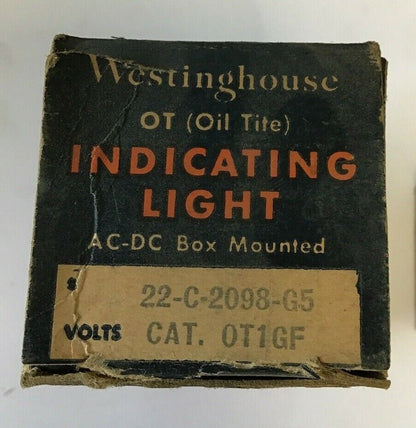 Westinghouse
OT (Oil Tite)
INDICATING
LIGHT
AC-DC Box Mounted
22-C-2098-G5
VOLTS CAT. OT1GF